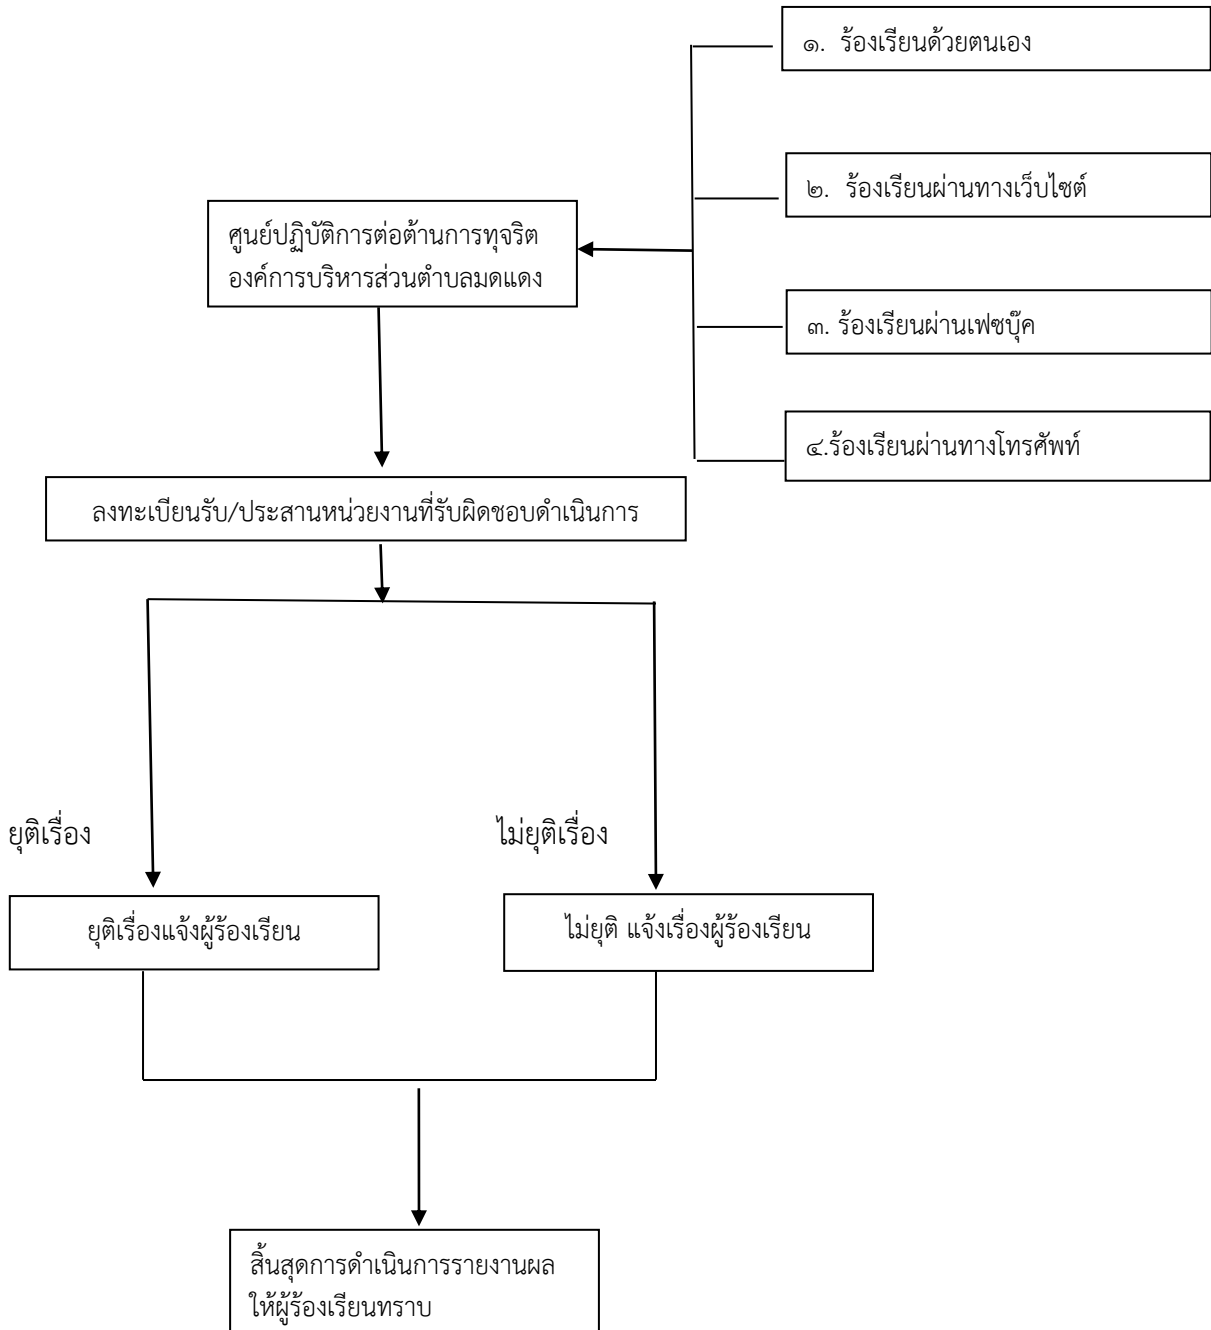 ๑. ร้องเรียนด้วยตนเอง
๒. ร้องเรียนผ่านทางเว็บไซต์
ศูนย์ปฏิบัติการต่อต้านการทุจริต
องค์การบริหารส่วนตำบลมดแดง
๓. ร้องเรียนผ่านเฟซบุ๊ค
๔.ร้องเรียนผ่านทางโทรศัพท์
ลงทะเบียนรับ/ประสานหน่วยงานที่รับผิดชอบดำเนินการ
ยุติเรื่อง
ไม่ยุติเรื่อง
ยุติเรื่องแจ้งผู้ร้องเรียน
ไม่ยุติ แจ้งเรื่องผู้ร้องเรียน
สิ้นสุดการดำเนินการรายงานผล
ให้ผู้ร้องเรียนทราบ